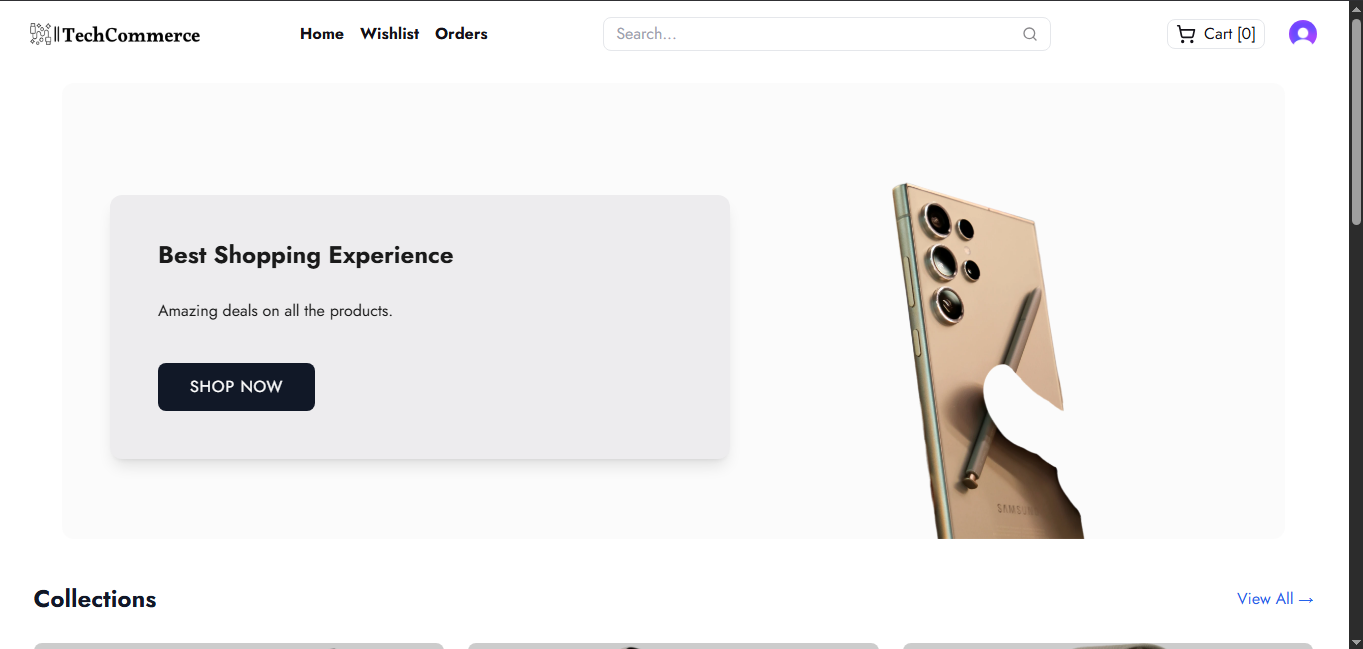 TechCommerce
Home Wishlist Orders
Search...
Cart [0]
Best Shopping Experience
Amazing deals on all the products.
SHOP NOW
SAMSUNG
Collections
View All →